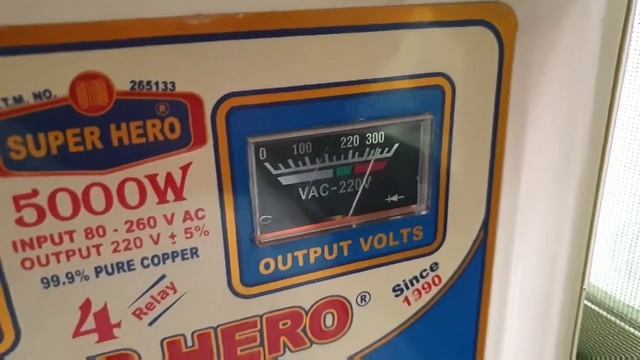 T.M. NO. 265133
SUPER HERO ®
5000W
INPUT 80 - 260 V AC
OUTPUT 220 V ± 5%
99.9% PURE COPPER
4 Relay
0 100 220 300
VAC-220V
OUTPUT VOLTS
HERO ®
Since
1990